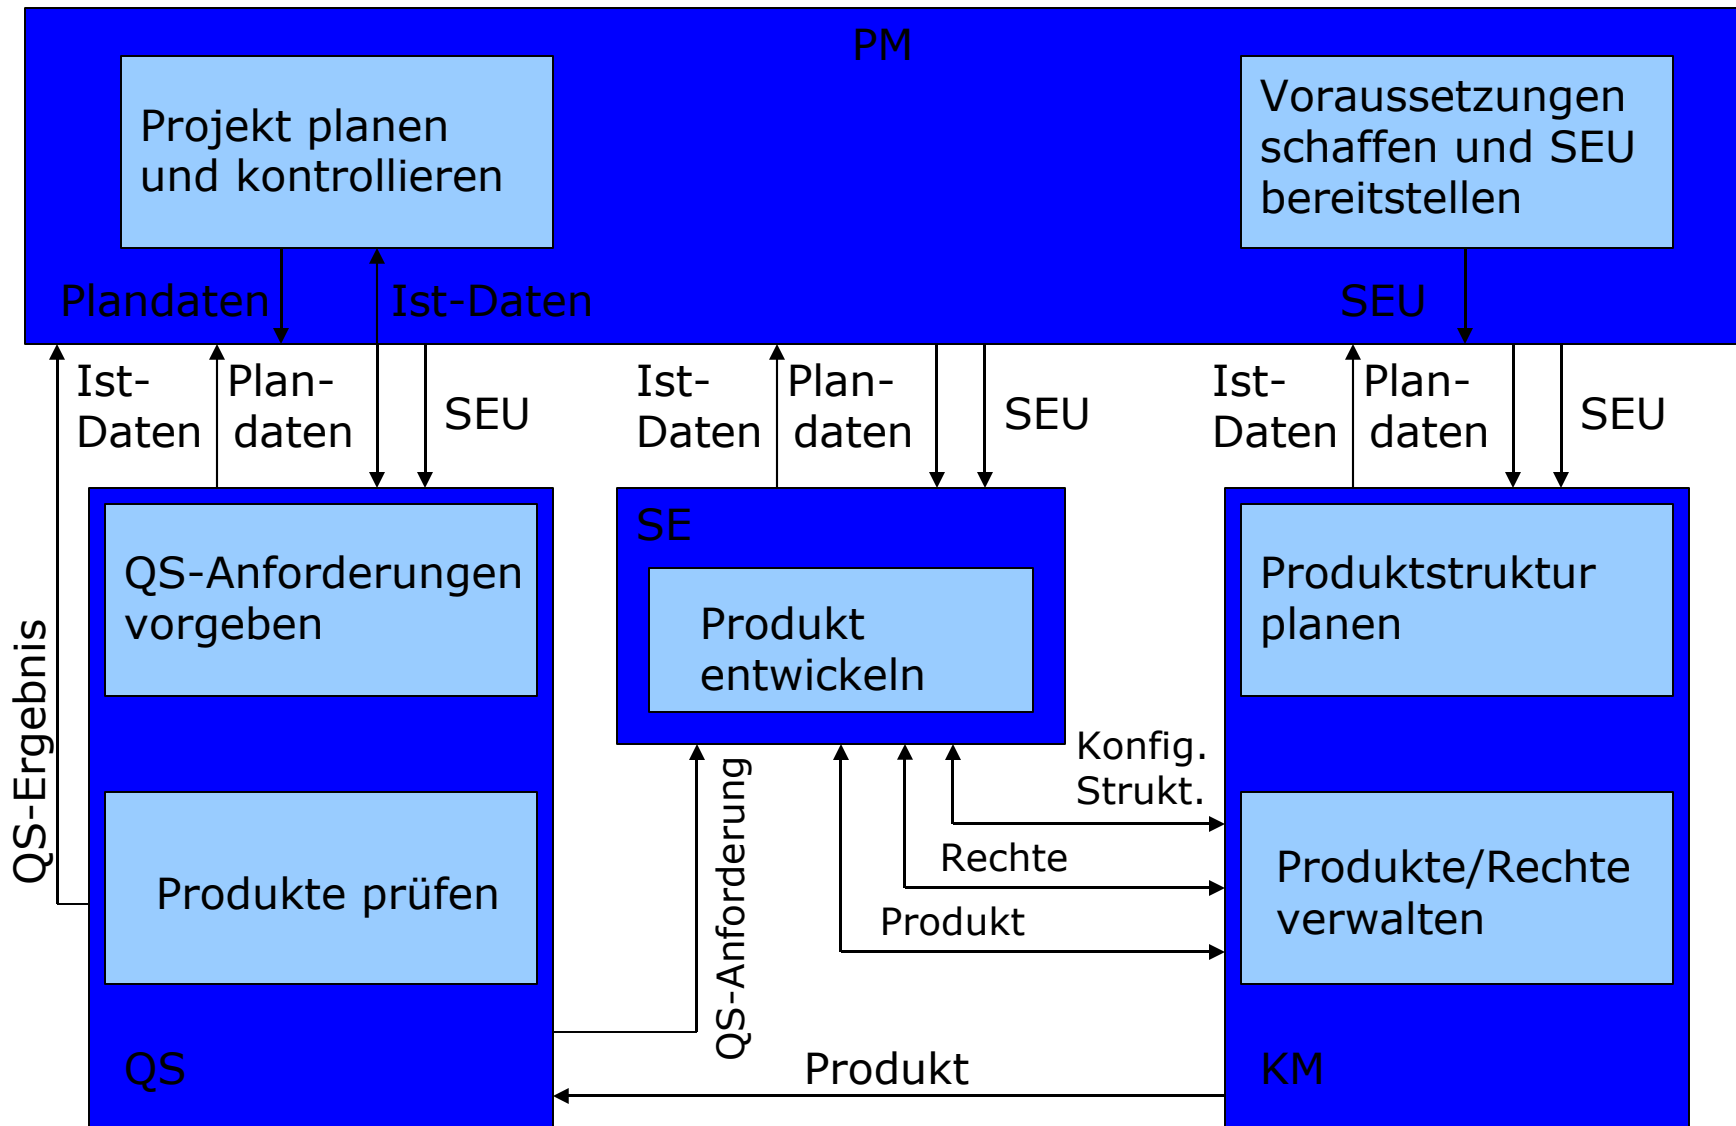 PM
Projekt planen
und kontrollieren
Voraussetzungen
schaffen und SEU
bereitstellen
Plandaten
Ist-Daten
SEU
Ist-
Daten
Plan-
daten
SEU
Ist-
Daten
Plan-
daten
SEU
Ist-
Daten
Plan-
daten
SEU
QS-Ergebnis
QS-Anforderungen
vorgeben
Produkte prüfen
QS
SE
Produkt
entwickeln
QS-Anforderung
Konfig.
Strukt.
Rechte
Produkt
Produkt
Produktstruktur
planen
Produkte/Rechte
verwalten
KM